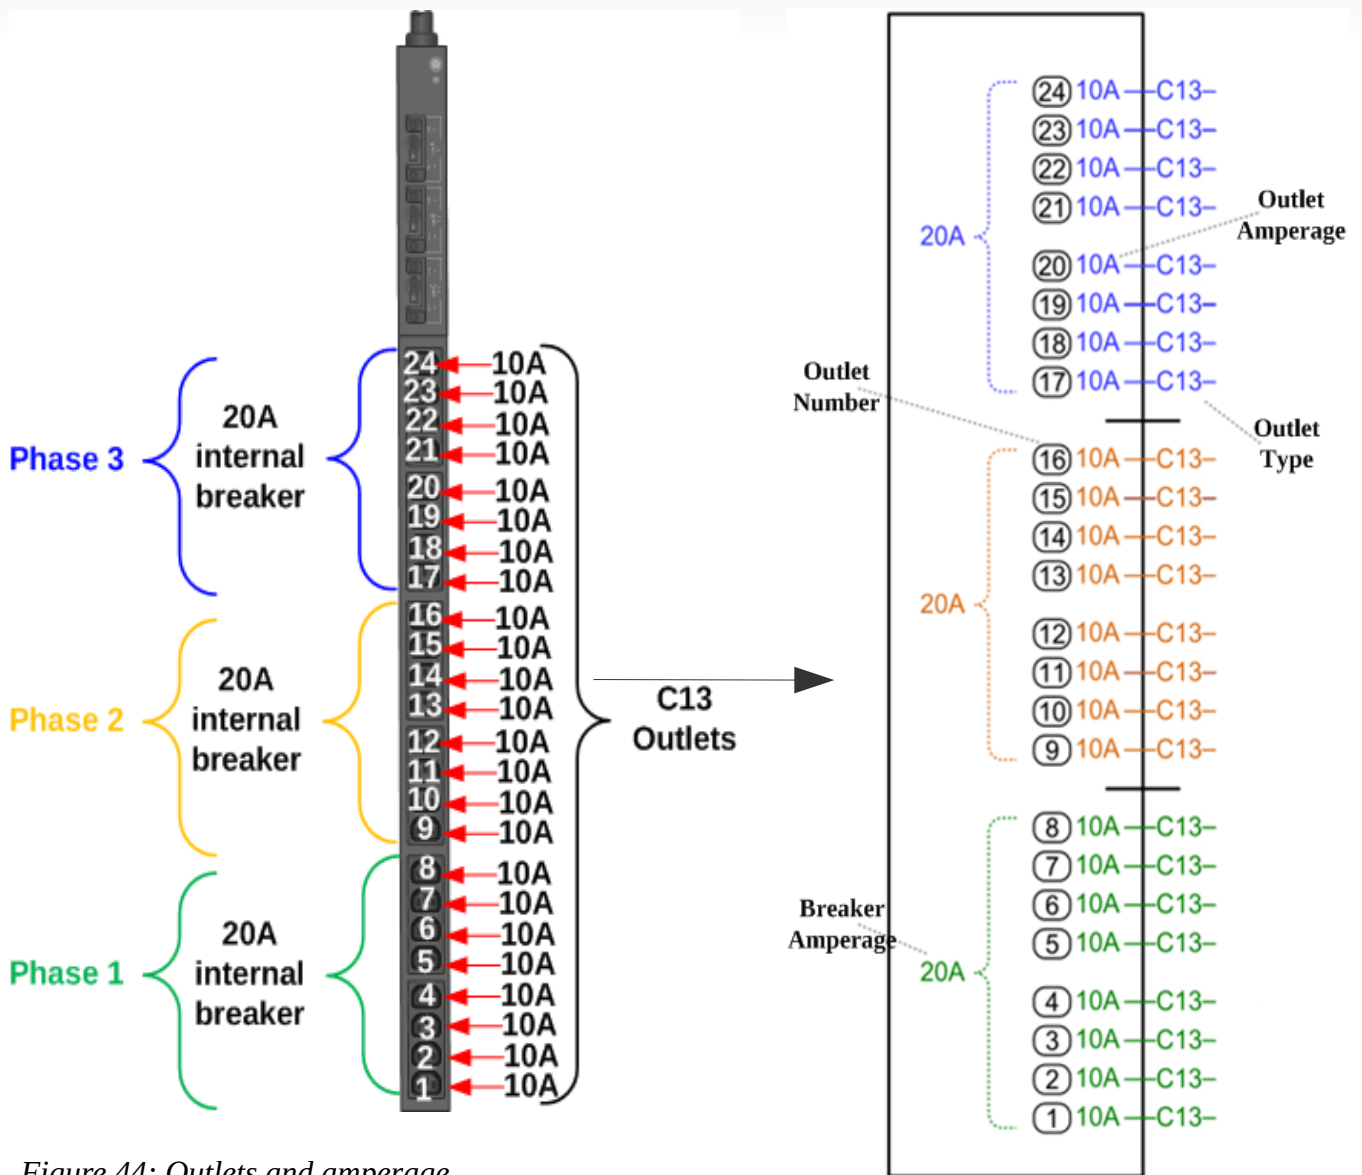 Phase 3
20A
internal
breaker
24 10A
23 10A
22 10A
21 10A
20 10A
19 10A
18 10A
17 10A
Phase 2
20A
internal
breaker
16 10A
15 10A
14 10A
13 10A
12 10A
11 10A
10 10A
9 10A
Phase 1
20A
internal
breaker
8 10A
7 10A
6 10A
5 10A
4 10A
3 10A
2 10A
1 10A
C13
Outlets
20A
24 10A C13
23 10A C13
22 10A C13
21 10A C13
20 10A C13
19 10A C13
18 10A C13
17 10A C13
Outlet
Amperage
Outlet
Number
Outlet
Type
20A
16 10A C13
15 10A C13
14 10A C13
13 10A C13
12 10A C13
11 10A C13
10 10A C13
9 10A C13
Breaker
Amperage
20A
8 10A C13
7 10A C13
6 10A C13
5 10A C13
4 10A C13
3 10A C13
2 10A C13
1 10A C13
Figure 44: Outlets and amperage